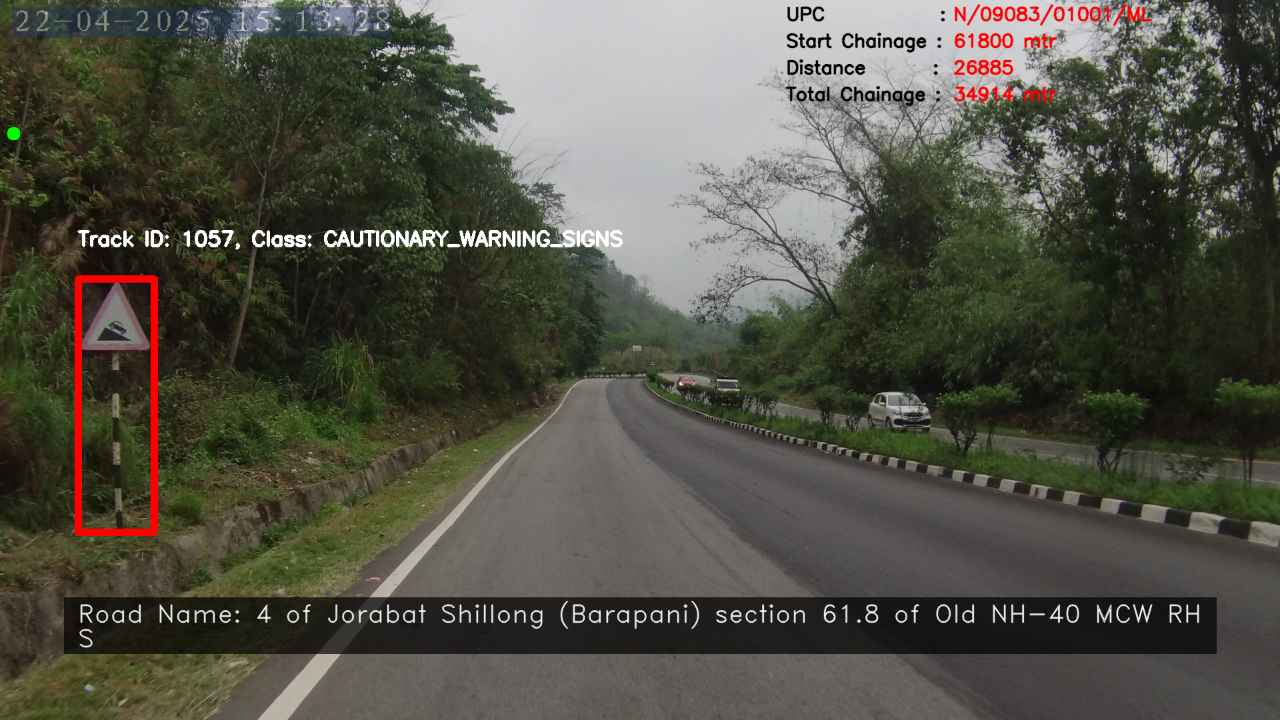 22-04-2025 15:13:28
UPC : N/09083/01001/ML
Start Chainage : 61800 mtr
Distance : 26885
Total Chainage : 34914 mtr
Track ID: 1057, Class: CAUTIONARY_WARNING_SIGNS
Road Name: 4 of Jorabat Shillong (Barapani) section 61.8 of Old NH-40 MCW RH
S